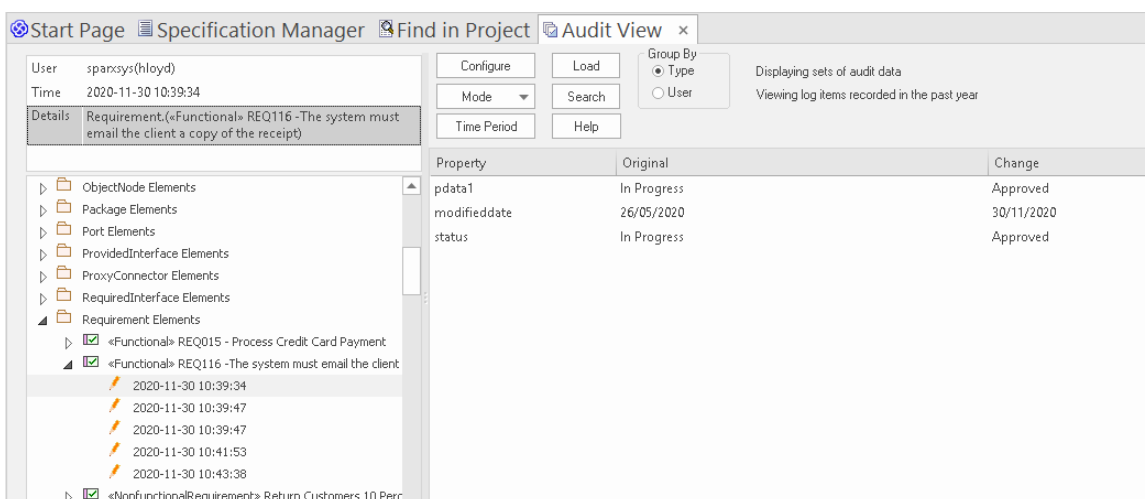 Start Page Specification Manager Find in Project Audit View ×
User sparxsys(hloyd)
Time 2020-11-30 10:39:34
Details Requirement.(«Functional» REQ116 -The system must
email the client a copy of the receipt)
Configure Load
Mode Search
Time Period Help
Group By
Type
User
Displaying sets of audit data
Viewing log items recorded in the past year
ObjectNode Elements
Package Elements
Port Elements
ProvidedInterface Elements
ProxyConnector Elements
RequiredInterface Elements
Requirement Elements
«Functional» REQ015 - Process Credit Card Payment
«Functional» REQ116 -The system must email the client
2020-11-30 10:39:34
2020-11-30 10:39:47
2020-11-30 10:39:47
2020-11-30 10:41:53
2020-11-30 10:43:38
«NonfunctionalRequirement» Return Customers 10 Perc
Property Original Change
pdata1 In Progress Approved
modifieddate 26/05/2020 30/11/2020
status In Progress Approved